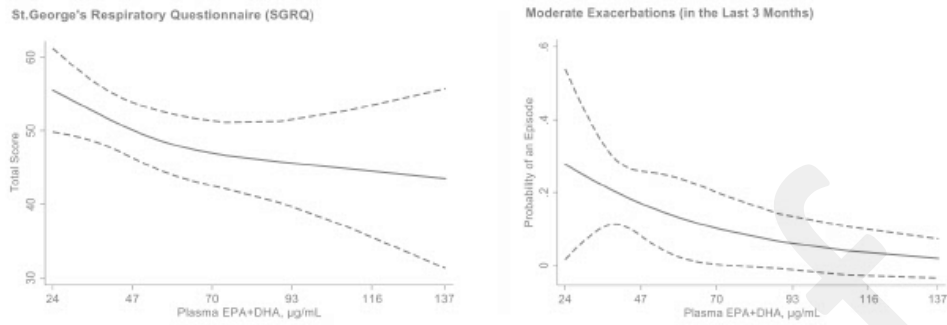 St.George's Respiratory Questionnaire (SGRQ)
Total Score
60
50
40
30
24 47 70 93 116 137
Plasma EPA+DHA, µg/mL
Moderate Exacerbations (in the Last 3 Months)
Probability of an Episode
.6
.4
.2
0
24 47 70 93 116 137
Plasma EPA+DHA, µg/mL
f